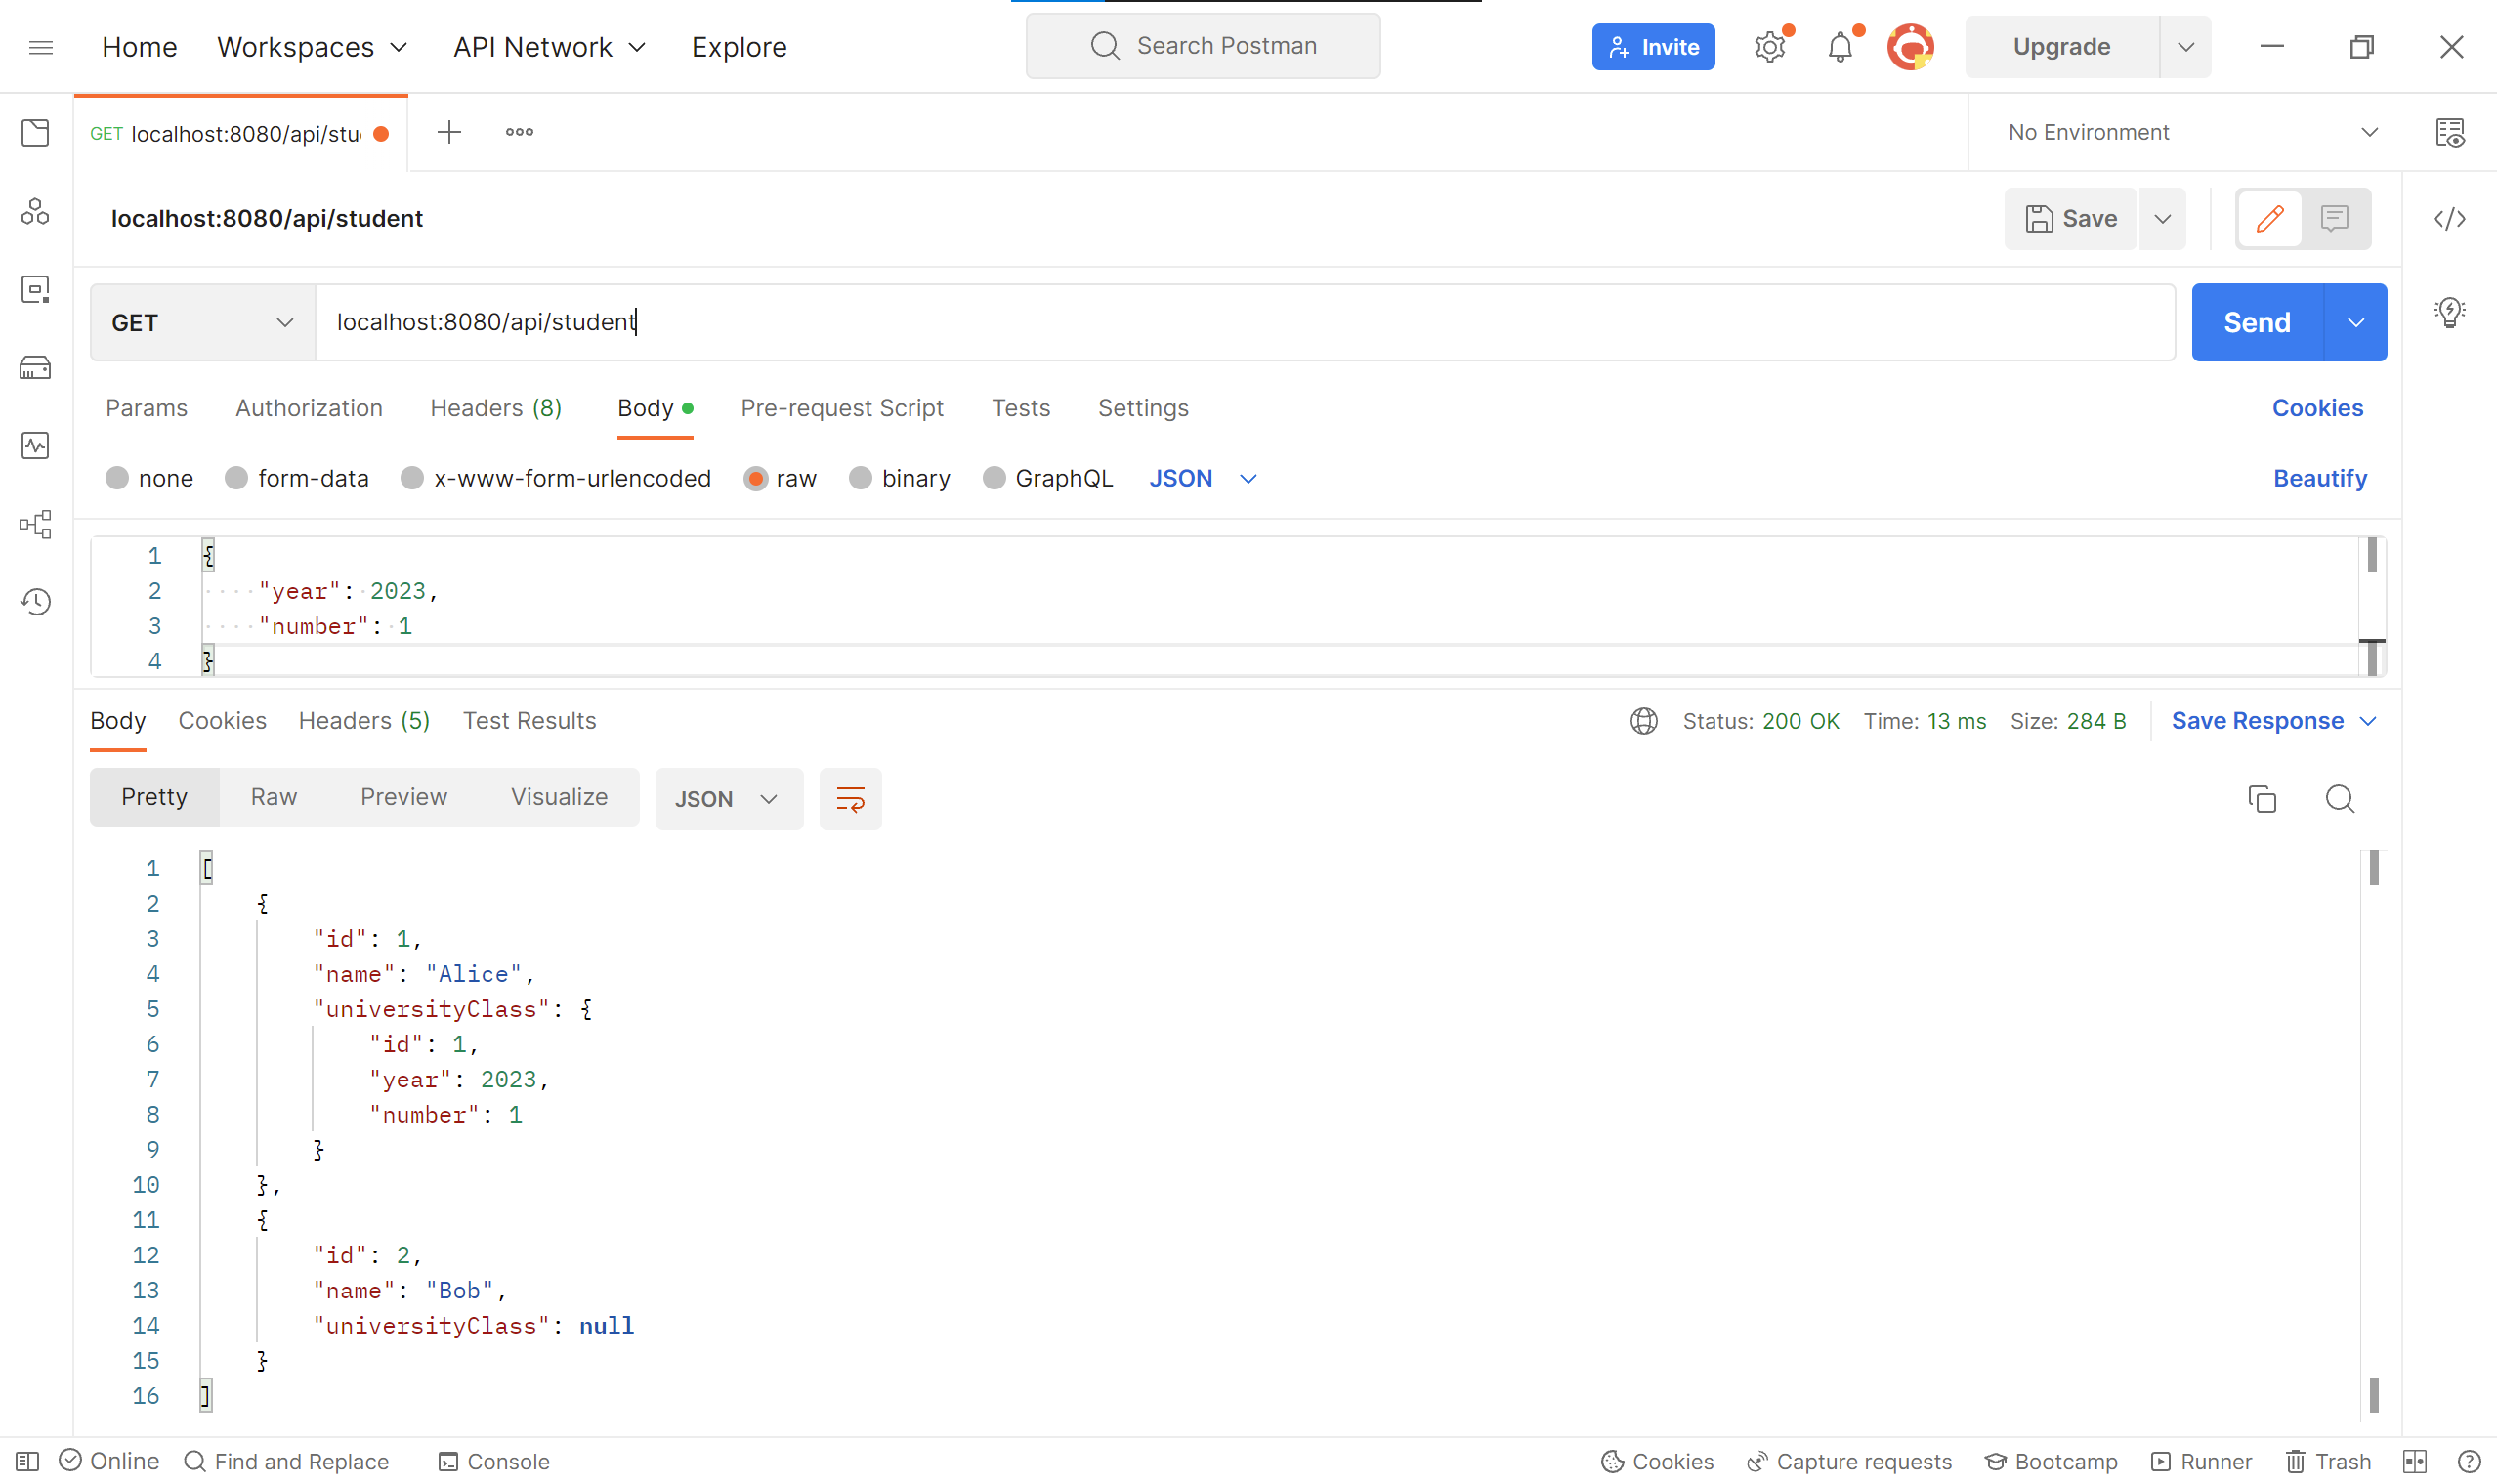 Home Workspaces API Network Explore Search Postman Invite Upgrade
GET localhost:8080/api/stu No Environment
localhost:8080/api/student Save
GET localhost:8080/api/student Send
Params Authorization Headers (8) Body Pre-request Script Tests Settings Cookies
none form-data x-www-form-urlencoded raw binary GraphQL JSON Beautify
1 {
2 "year": 2023,
3 "number": 1
4 }
Body Cookies Headers (5) Test Results Status: 200 OK Time: 13 ms Size: 284 B Save Response
Pretty Raw Preview Visualize JSON
1 [
2 {
3 "id": 1,
4 "name": "Alice",
5 "universityClass": {
6 "id": 1,
7 "year": 2023,
8 "number": 1
9 }
10 },
11 {
12 "id": 2,
13 "name": "Bob",
14 "universityClass": null
15 }
16 ]
Online Find and Replace Console Cookies Capture requests Bootcamp Runner Trash